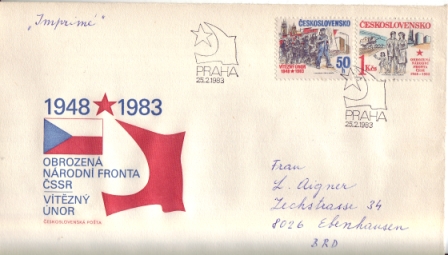 „Imprimé"
ČESKOSLOVENSKO
VÍTĚZNÝ
ÚNOR
1948 1983
50
ČESKOSLOVENSKO
1 Kčs
PRAHA
25.2.1983
PRAHA
25.2.1983
1948 ★ 1983
OBROZENÁ
NÁRODNÍ FRONTA
ČSSR
VÍTĚZNÝ
ÚNOR
ČESKOSLOVENSKÁ POŠTA
Frau
L. Aigner
Zechstrasse 34
8026 Ebenhausen
BRD